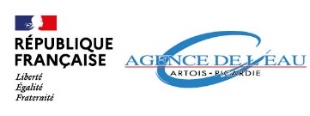 RÉPUBLIQUE
FRANÇAISE
Liberté
Égalité
Fraternité
AGENCE DE L'EAU
ARTOIS - PICARDIE